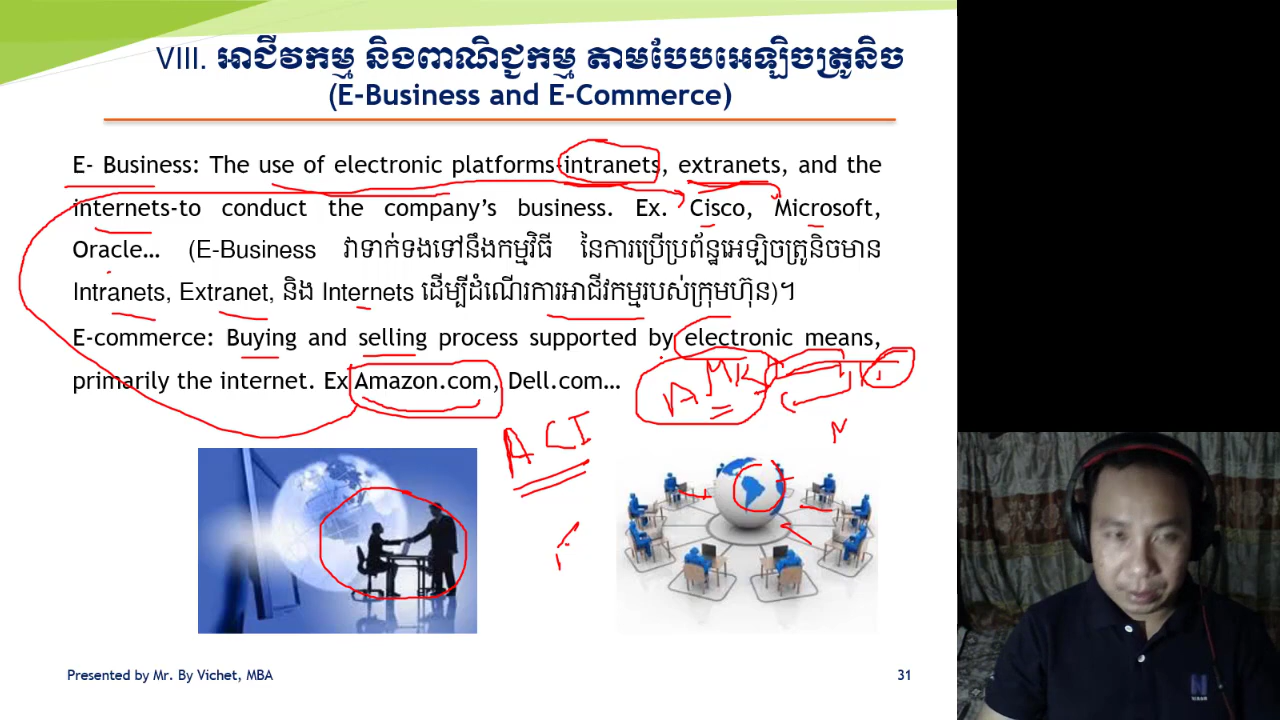 VIII. អាជីវកម្ម និងពាណិជ្ជកម្ម តាមបែបអេឡិចត្រូនិច
(E-Business and E-Commerce)
E- Business: The use of electronic platforms-intranets, extranets, and the
internets-to conduct the company's business. Ex. Cisco, Microsoft,
Oracle... (E-Business វាទាក់ទងទៅនឹងកម្មវិធី នៃការប្រើប្រព័ន្ធអេឡិចត្រូនិចមាន
Intranets, Extranet, និង Internets ដើម្បីដំណើរការអាជីវកម្មរបស់ក្រុមហ៊ុន)។
E-commerce: Buying and selling process supported by electronic means,
primarily the internet. Ex Amazon.com, Dell.com...
AMK
ACI
Presented by Mr. By Vichet, MBA
31